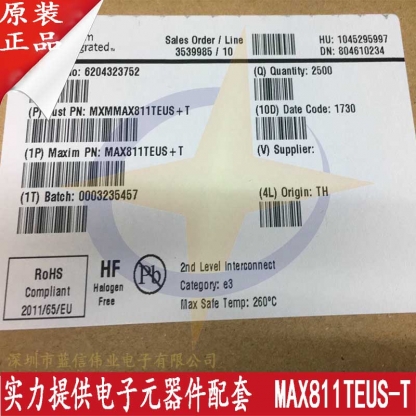 原装
正品
Sales Order / Line
3539985 / 10
HU: 1045295997
DN: 804610234
No: 6204323752
(Q) Quantity: 2500
(P) Cust PN: MXMMAX811TEUS+T
(10D) Date Code: 1730
(1P) Maxim PN: MAX811TEUS+T
(V) Supplier:
(1T) Batch: 0003235457
(4L) Origin: TH
RoHS
Compliant
2011/65/EU
HF
Halogen
Free
Pb
2nd Level Interconnect
Category: e3
Max Safe Temp: 260°C
深圳市蓝信伟业电子有限公司
实力提供电子元器件配套 MAX811TEUS-T